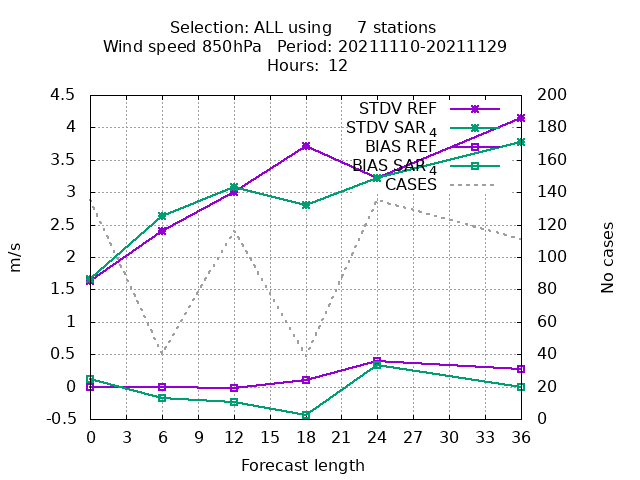 Selection: ALL using     7 stations
Wind speed 850hPa   Period: 20211110-20211129
Hours: 12
4.5
4
3.5
3
2.5
2
1.5
1
0.5
0
-0.5
m/s
STDV REF
STDV SAR 4
BIAS REF
BIAS SAR 4
CASES
200
180
160
140
120
100
80
60
40
20
0
No cases
0 3 6 9 12 15 18 21 24 27 30 33 36
Forecast length